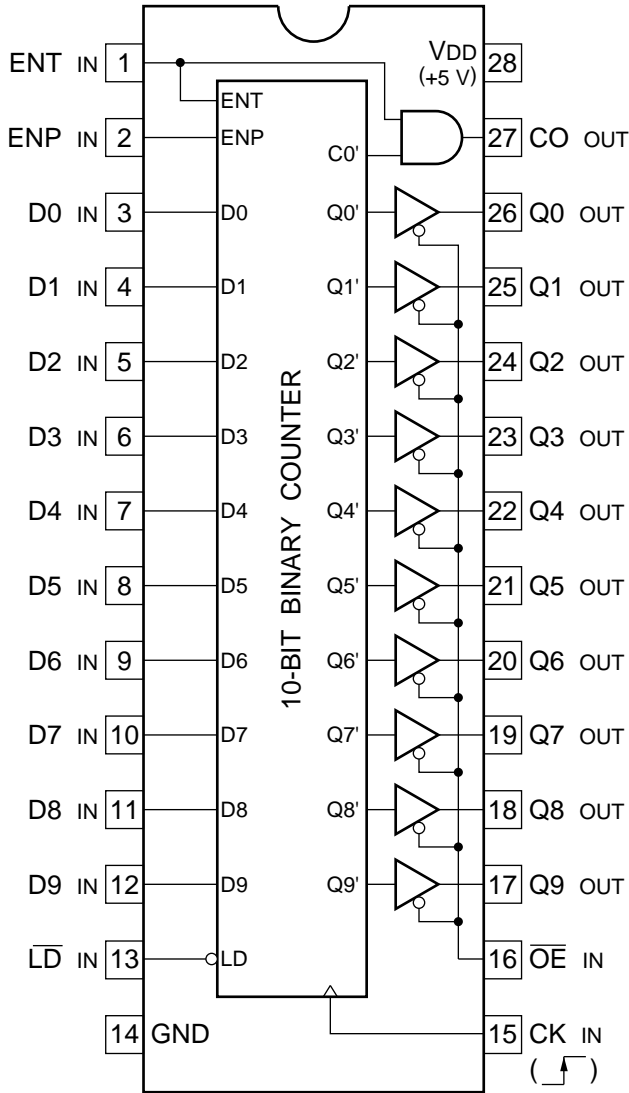 ENT IN 1
ENP IN 2
D0 IN 3
D1 IN 4
D2 IN 5
D3 IN 6
D4 IN 7
D5 IN 8
D6 IN 9
D7 IN 10
D8 IN 11
D9 IN 12
L̅D̅ IN 13
14 GND
ENT
ENP
D0
D1
D2
D3
D4
D5
D6
D7
D8
D9
LD
10-BIT BINARY COUNTER
C0'
Q0'
Q1'
Q2'
Q3'
Q4'
Q5'
Q6'
Q7'
Q8'
Q9'
VDD 28
(+5 V)
27 CO OUT
26 Q0 OUT
25 Q1 OUT
24 Q2 OUT
23 Q3 OUT
22 Q4 OUT
21 Q5 OUT
20 Q6 OUT
19 Q7 OUT
18 Q8 OUT
17 Q9 OUT
16 O̅E̅ IN
15 CK IN
( )